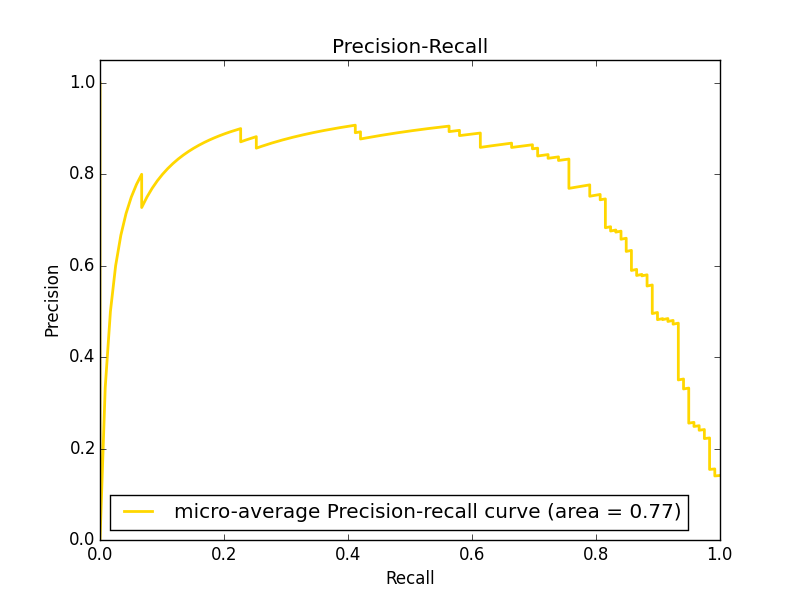 Precision-Recall
1.0
0.8
0.6
0.4
0.2
0.0
Precision
micro-average Precision-recall curve (area = 0.77)
0.0 0.2 0.4 0.6 0.8 1.0
Recall